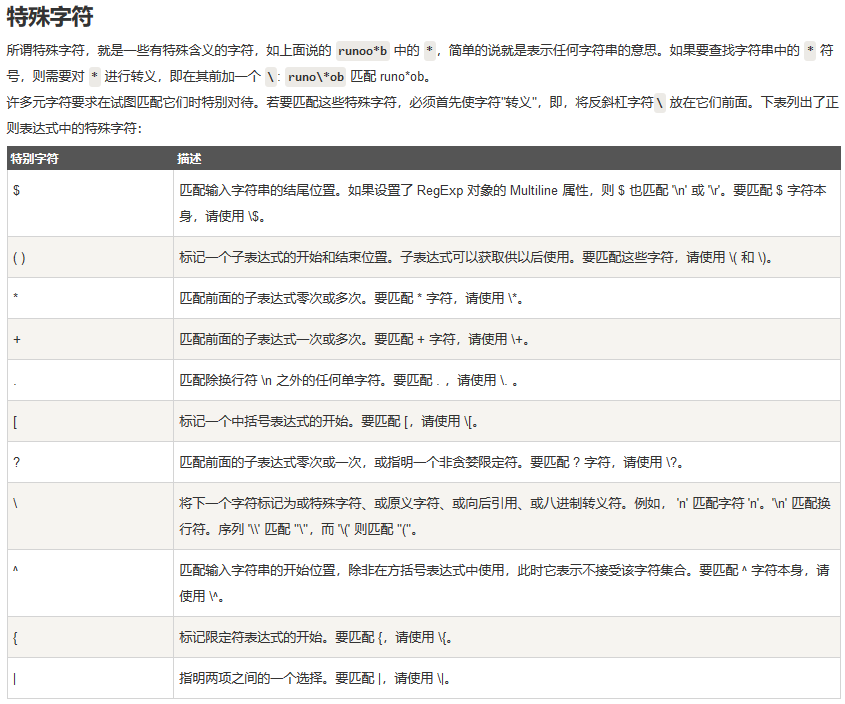 特殊字符
所谓特殊字符，就是一些有特殊含义的字符，如上面说的 runoo*b 中的 *，简单的说就是表示任何字符串的意思。如果要查找字符串中的 * 符
号，则需要对 * 进行转义，即在其前加一个 \: runo\*ob 匹配 runo*ob。
许多元字符要求在试图匹配它们时特别对待。若要匹配这些特殊字符，必须首先使字符"转义"，即，将反斜杠字符\ 放在它们前面。下表列出了正
则表达式中的特殊字符：
特别字符 描述
$ 匹配输入字符串的结尾位置。如果设置了 RegExp 对象的 Multiline 属性，则 $ 也匹配 '\n' 或 '\r'。要匹配 $ 字符本
身，请使用 \$。
( ) 标记一个子表达式的开始和结束位置。子表达式可以获取供以后使用。要匹配这些字符，请使用 \( 和 \)。
* 匹配前面的子表达式零次或多次。要匹配 * 字符，请使用 \*。
+ 匹配前面的子表达式一次或多次。要匹配 + 字符，请使用 \+。
. 匹配除换行符 \n 之外的任何单字符。要匹配 . ，请使用 \. 。
[ 标记一个中括号表达式的开始。要匹配 [，请使用 \[。
? 匹配前面的子表达式零次或一次，或指明一个非贪婪限定符。要匹配 ? 字符，请使用 \?。
\ 将下一个字符标记为或特殊字符、或原义字符、或向后引用、或八进制转义符。例如， 'n' 匹配字符 'n'。'\n' 匹配换
行符。序列 '\\' 匹配 "\"，而 '\(' 则匹配 "("。
^ 匹配输入字符串的开始位置，除非在方括号表达式中使用，此时它表示不接受该字符集合。要匹配 ^ 字符本身，请
使用 \^。
{ 标记限定符表达式的开始。要匹配 {，请使用 \{。
| 指明两项之间的一个选择。要匹配 |，请使用 \|。